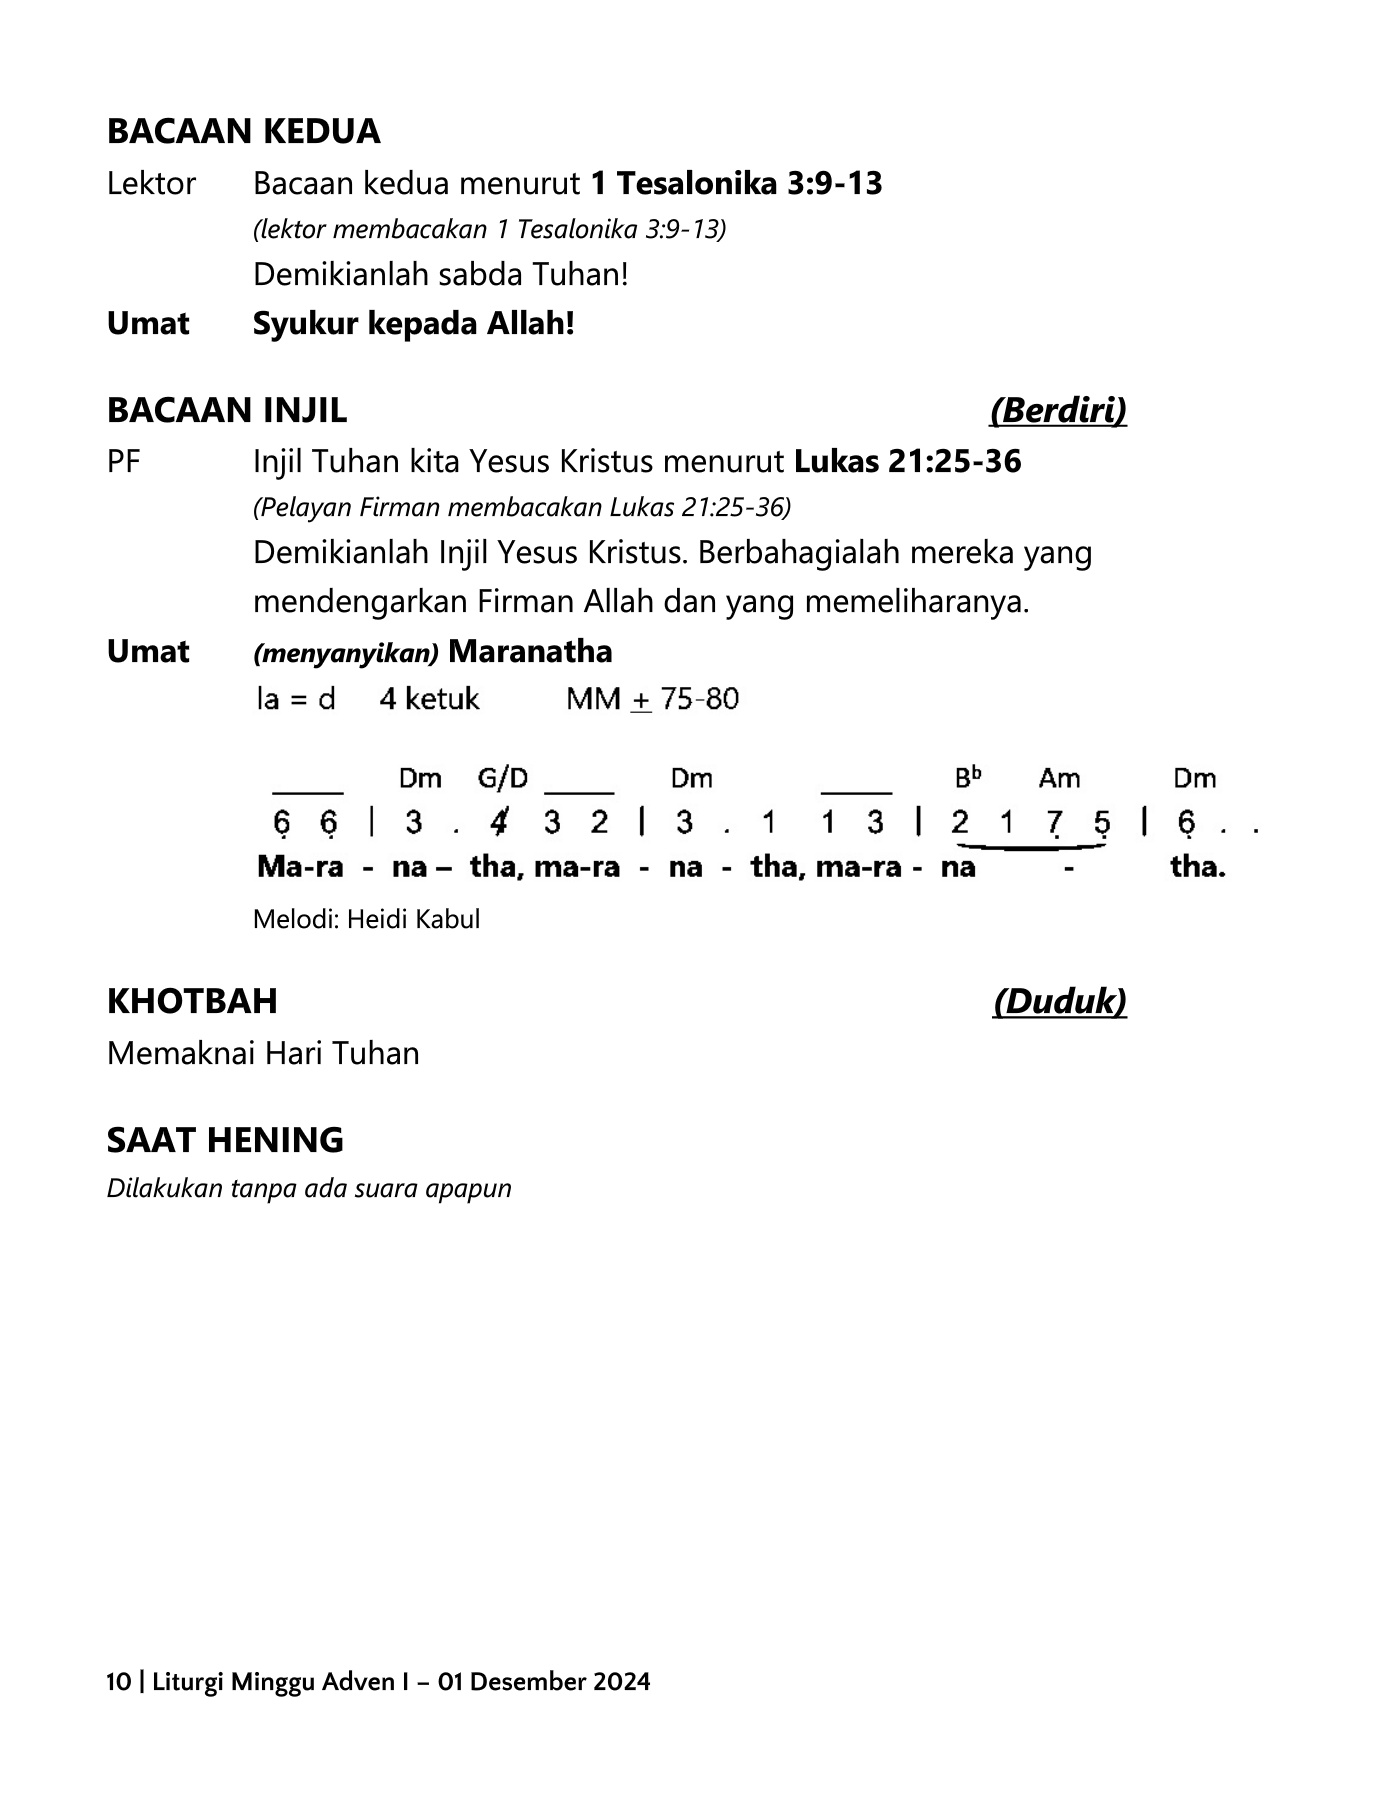 BACAAN KEDUA
Lektor Bacaan kedua menurut 1 Tesalonika 3:9-13
(lektor membacakan 1 Tesalonika 3:9-13)
Demikianlah sabda Tuhan!
Umat Syukur kepada Allah!
BACAAN INJIL (Berdiri)
PF Injil Tuhan kita Yesus Kristus menurut Lukas 21:25-36
(Pelayan Firman membacakan Lukas 21:25-36)
Demikianlah Injil Yesus Kristus. Berbahagialah mereka yang
mendengarkan Firman Allah dan yang memeliharanya.
Umat (menyanyikan) Maranatha
la = d 4 ketuk MM ± 75-80
Dm G/D Dm B♭ Am Dm
6̣ 6̣ | 3 . 4̸ 3 2 | 3 . 1 1 3 | 2 1 7̣ 5̣ | 6̣ . .
Ma-ra - na – tha, ma-ra - na - tha, ma-ra - na - tha.
Melodi: Heidi Kabul
KHOTBAH (Duduk)
Memaknai Hari Tuhan
SAAT HENING
Dilakukan tanpa ada suara apapun
10 | Liturgi Minggu Adven I – 01 Desember 2024